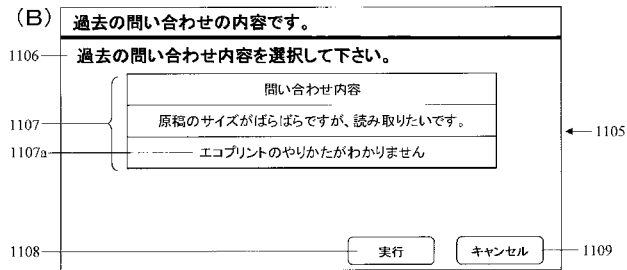 (B)
過去の問い合わせの内容です。
1106
過去の問い合わせ内容を選択して下さい。
問い合わせ内容
1107
原稿のサイズがばらばらですが、読み取りたいです。
1105
1107a
エコプリントのやりかたがわかりません
1108
実行
キャンセル
1109